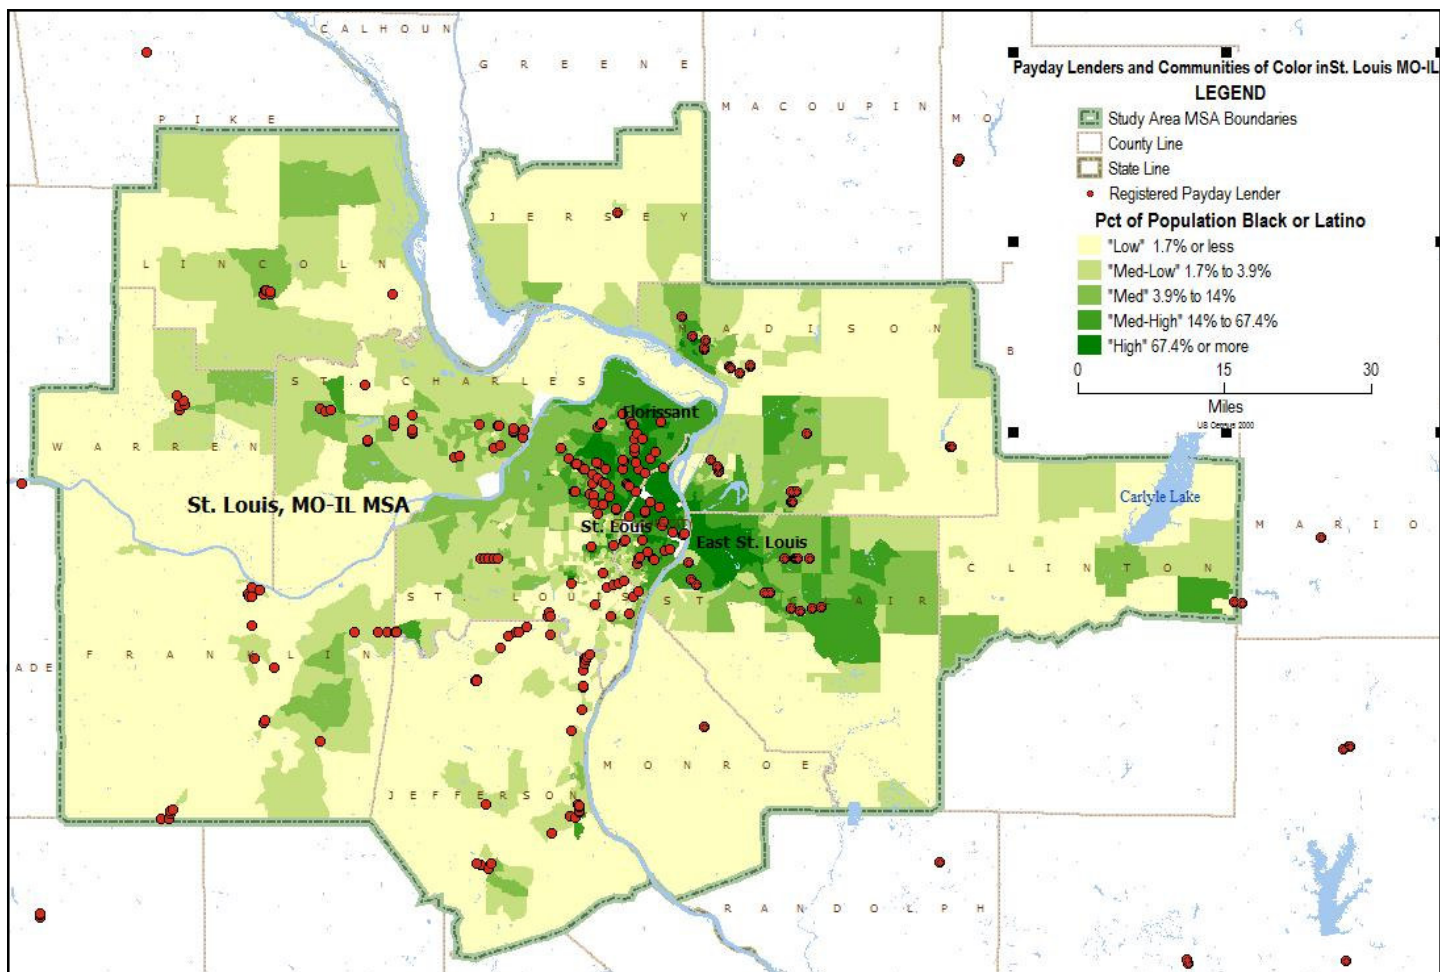 CALHOUN
GREENE
MACOUPIN
MO
PIKE
JERSEY
LINCOLN
MADISON
B
ST. CHARLES
Florissant
WARREN
St. Louis, MO-IL MSA
St. Louis
East St. Louis
Carlyle Lake
MARIO
CLINTON
ST. LOUIS
ST. CLAIR
ADE
FRANKLIN
MONROE
JEFFERSON
RANDOLPH
Payday Lenders and Communities of Color inSt. Louis MO-IL
LEGEND
Study Area MSA Boundaries
County Line
State Line
Registered Payday Lender
Pct of Population Black or Latino
"Low" 1.7% or less
"Med-Low" 1.7% to 3.9%
"Med" 3.9% to 14%
"Med-High" 14% to 67.4%
"High" 67.4% or more
0 15 30
Miles
US Census 2000